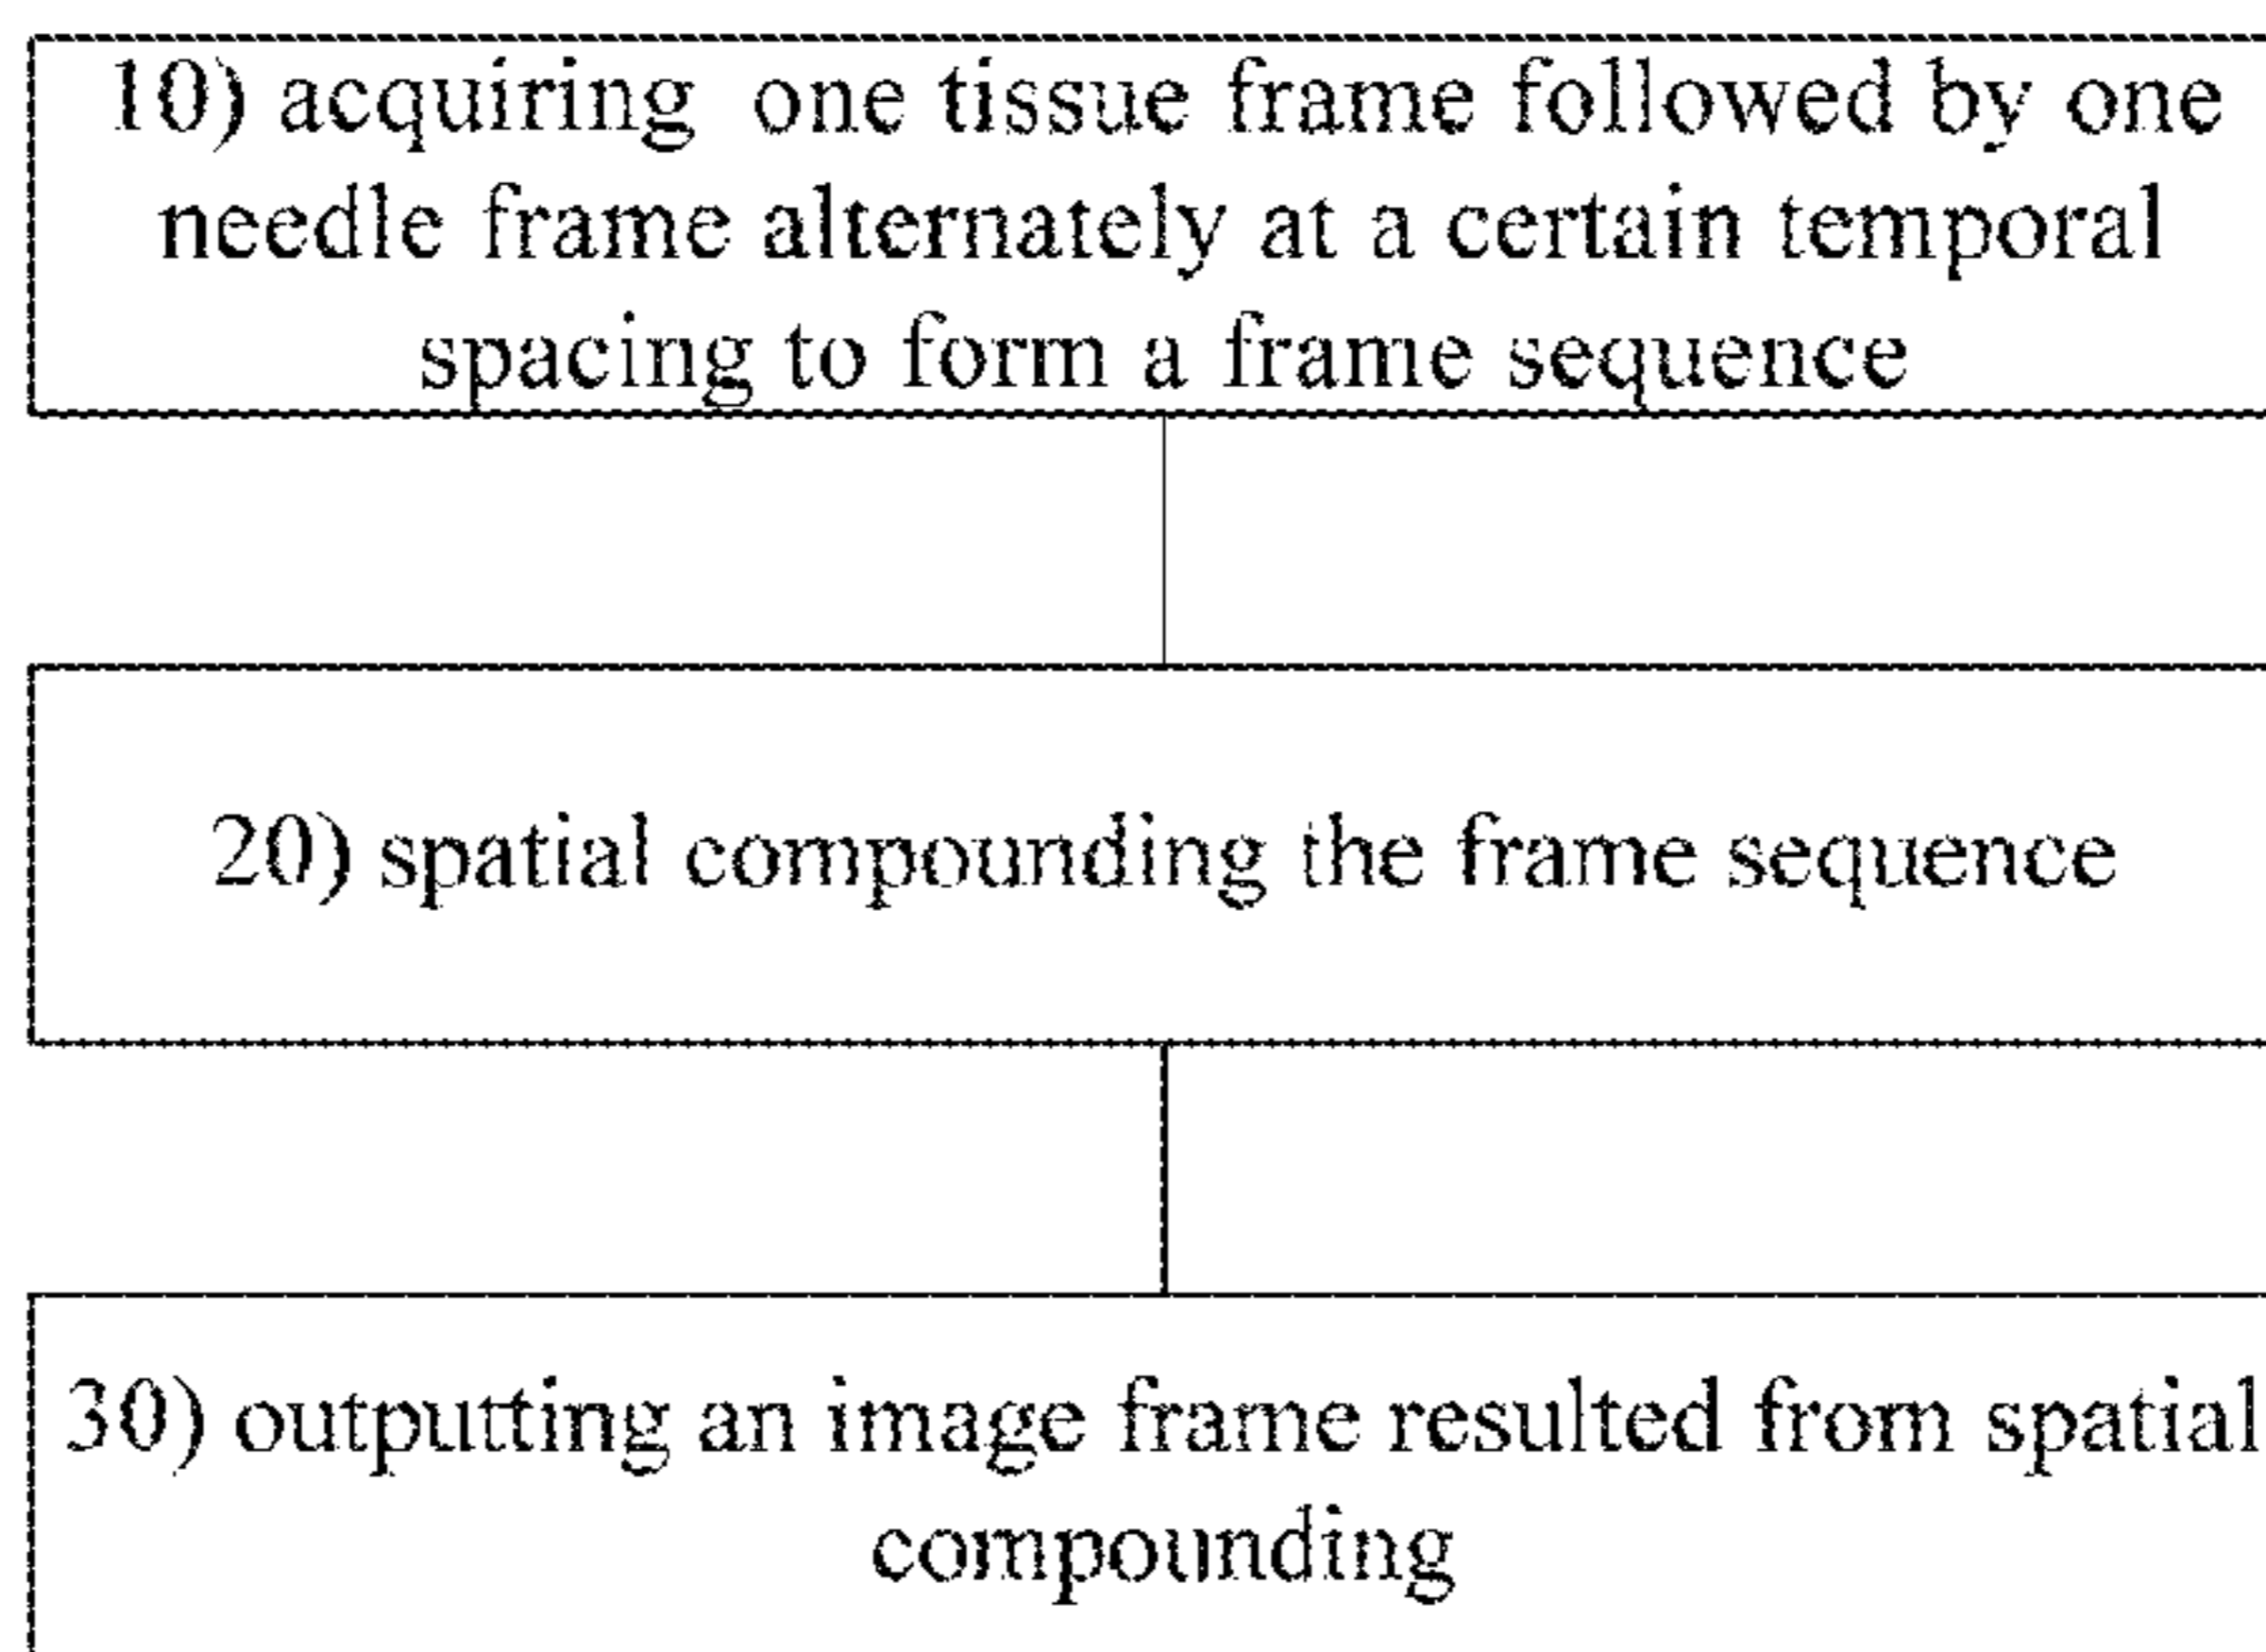 10) acquiring one tissue frame followed by one
needle frame alternately at a certain temporal
spacing to form a frame sequence
20) spatial compounding the frame sequence
30) outputting an image frame resulted from spatial
compounding